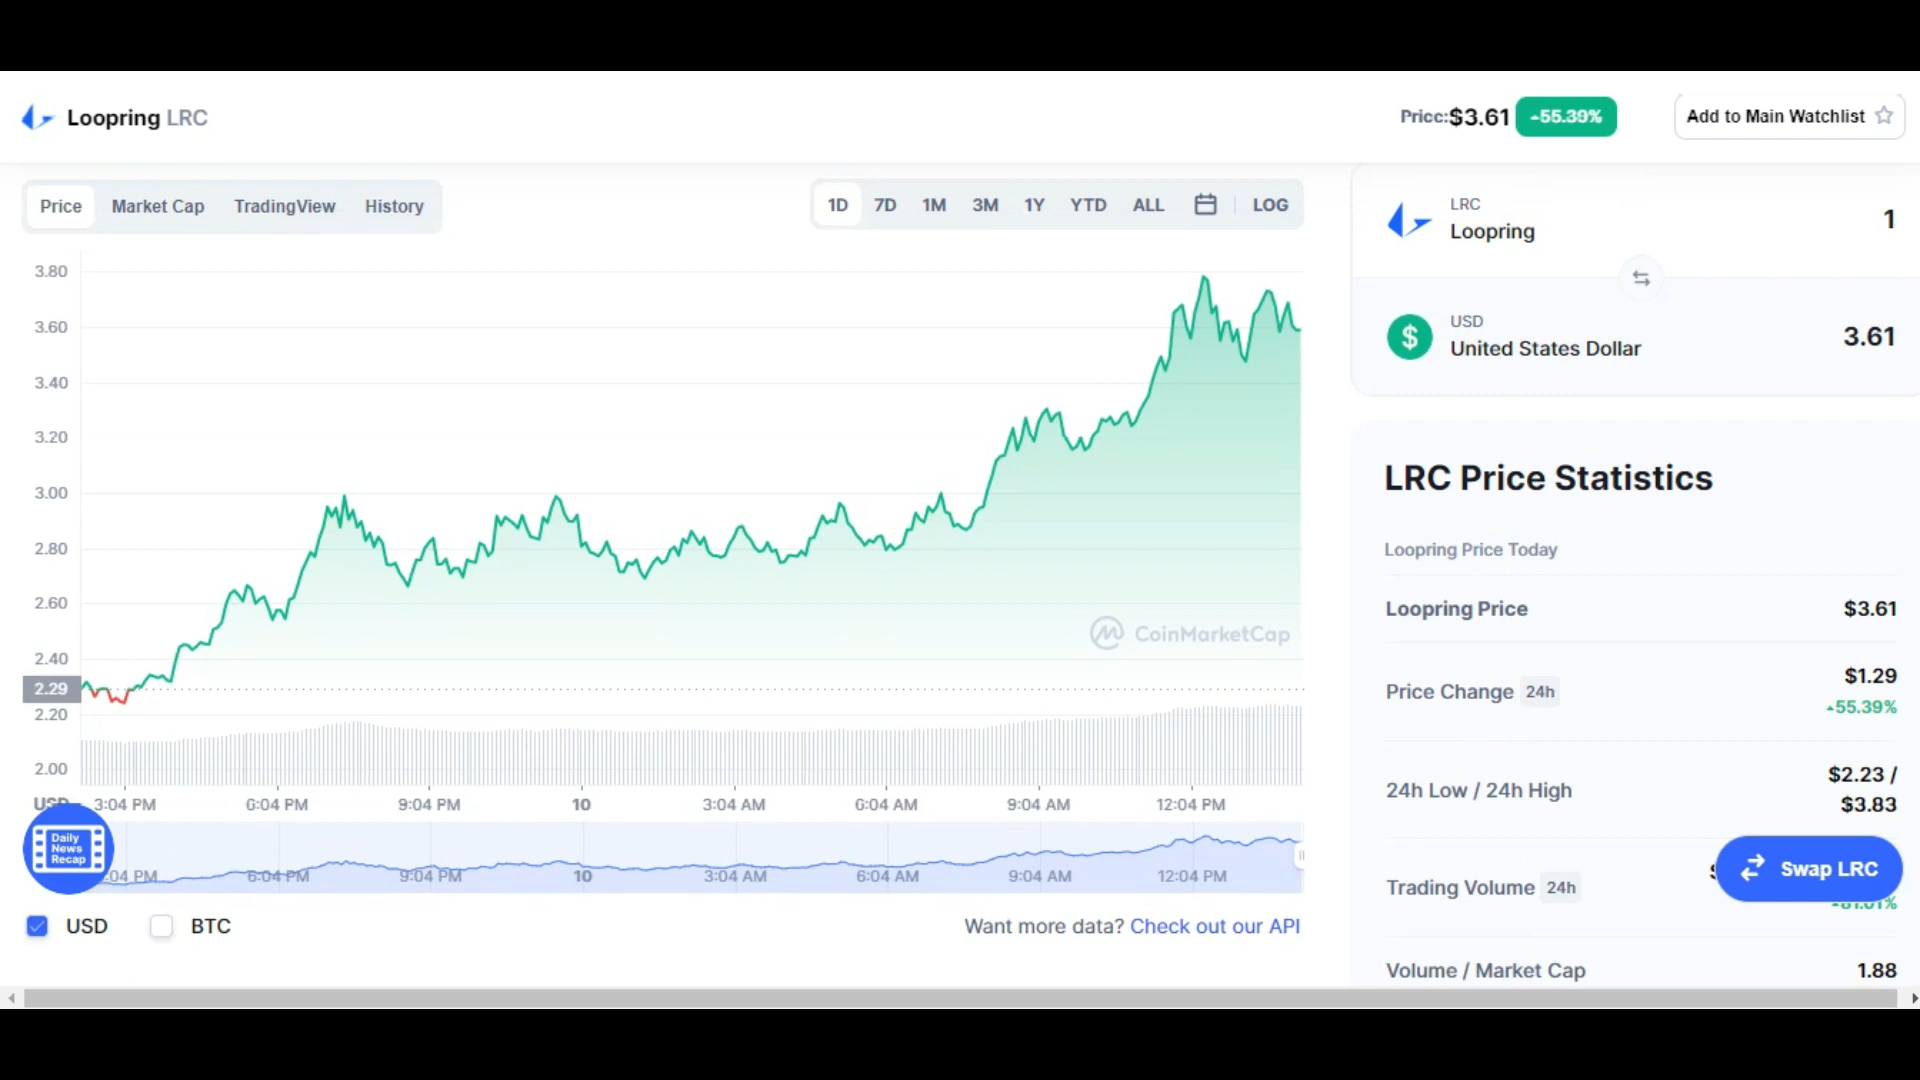 Loopring LRC
Price:$3.61 55.39%
Add to Main Watchlist
Price Market Cap TradingView History
1D 7D 1M 3M 1Y YTD ALL LOG
3.80
3.60
3.40
3.20
3.00
2.80
2.60
2.40
2.29
2.20
2.00
CoinMarketCap
USD 3:04 PM 6:04 PM 9:04 PM 10 3:04 AM 6:04 AM 9:04 AM 12:04 PM
:04 PM 6:04 PM 9:04 PM 10 3:04 AM 6:04 AM 9:04 AM 12:04 PM
Daily
News
Recap
USD BTC
Want more data? Check out our API
LRC
Loopring 1
USD
United States Dollar 3.61
LRC Price Statistics
Loopring Price Today
Loopring Price $3.61
Price Change 24h $1.29
55.39%
24h Low / 24h High $2.23 /
$3.83
Trading Volume 24h
Swap LRC
Volume / Market Cap 1.88